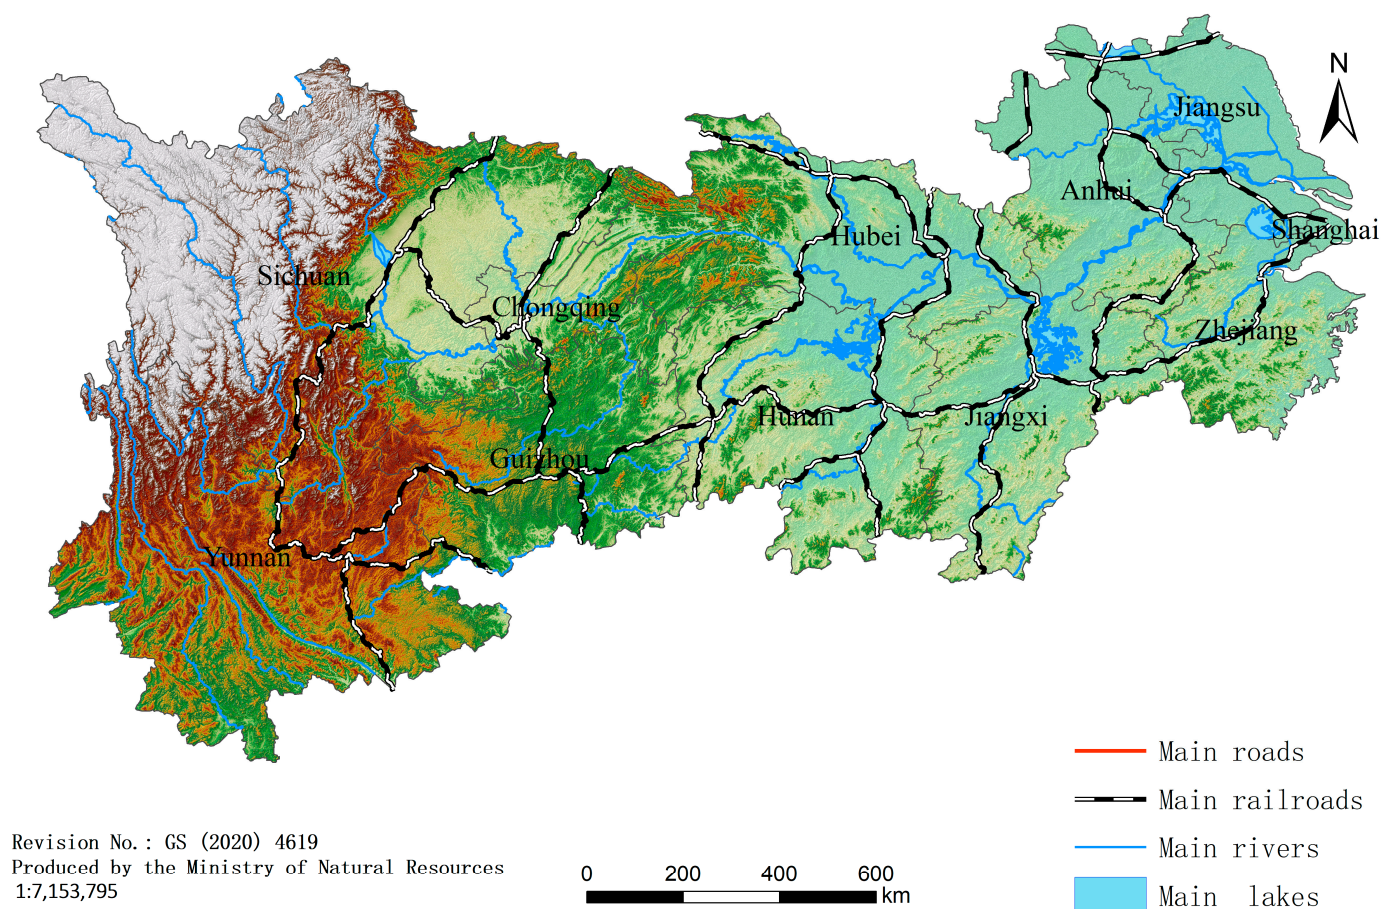 N
Jiangsu
Anhui
Shanghai
Hubei
Sichuan
Chongqing
Zhejiang
Hunan
Jiangxi
Guizhou
Yunnan
Main roads
Main railroads
Main rivers
Main lakes
Revision No.: GS (2020) 4619
Produced by the Ministry of Natural Resources
1:7,153,795
0 200 400 600
km